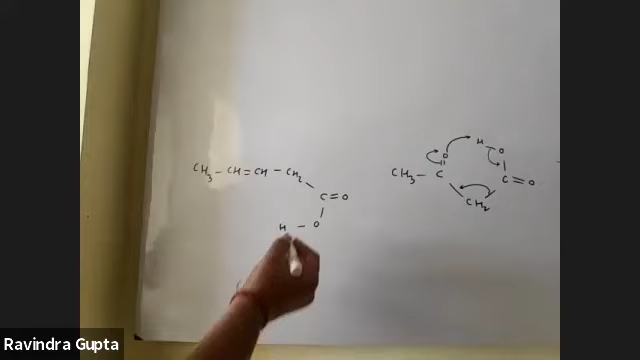 CH3-CH=CH-CH2
C=O
H-O
H
O
O
CH3-C
C=O
CH2
Ravindra Gupta